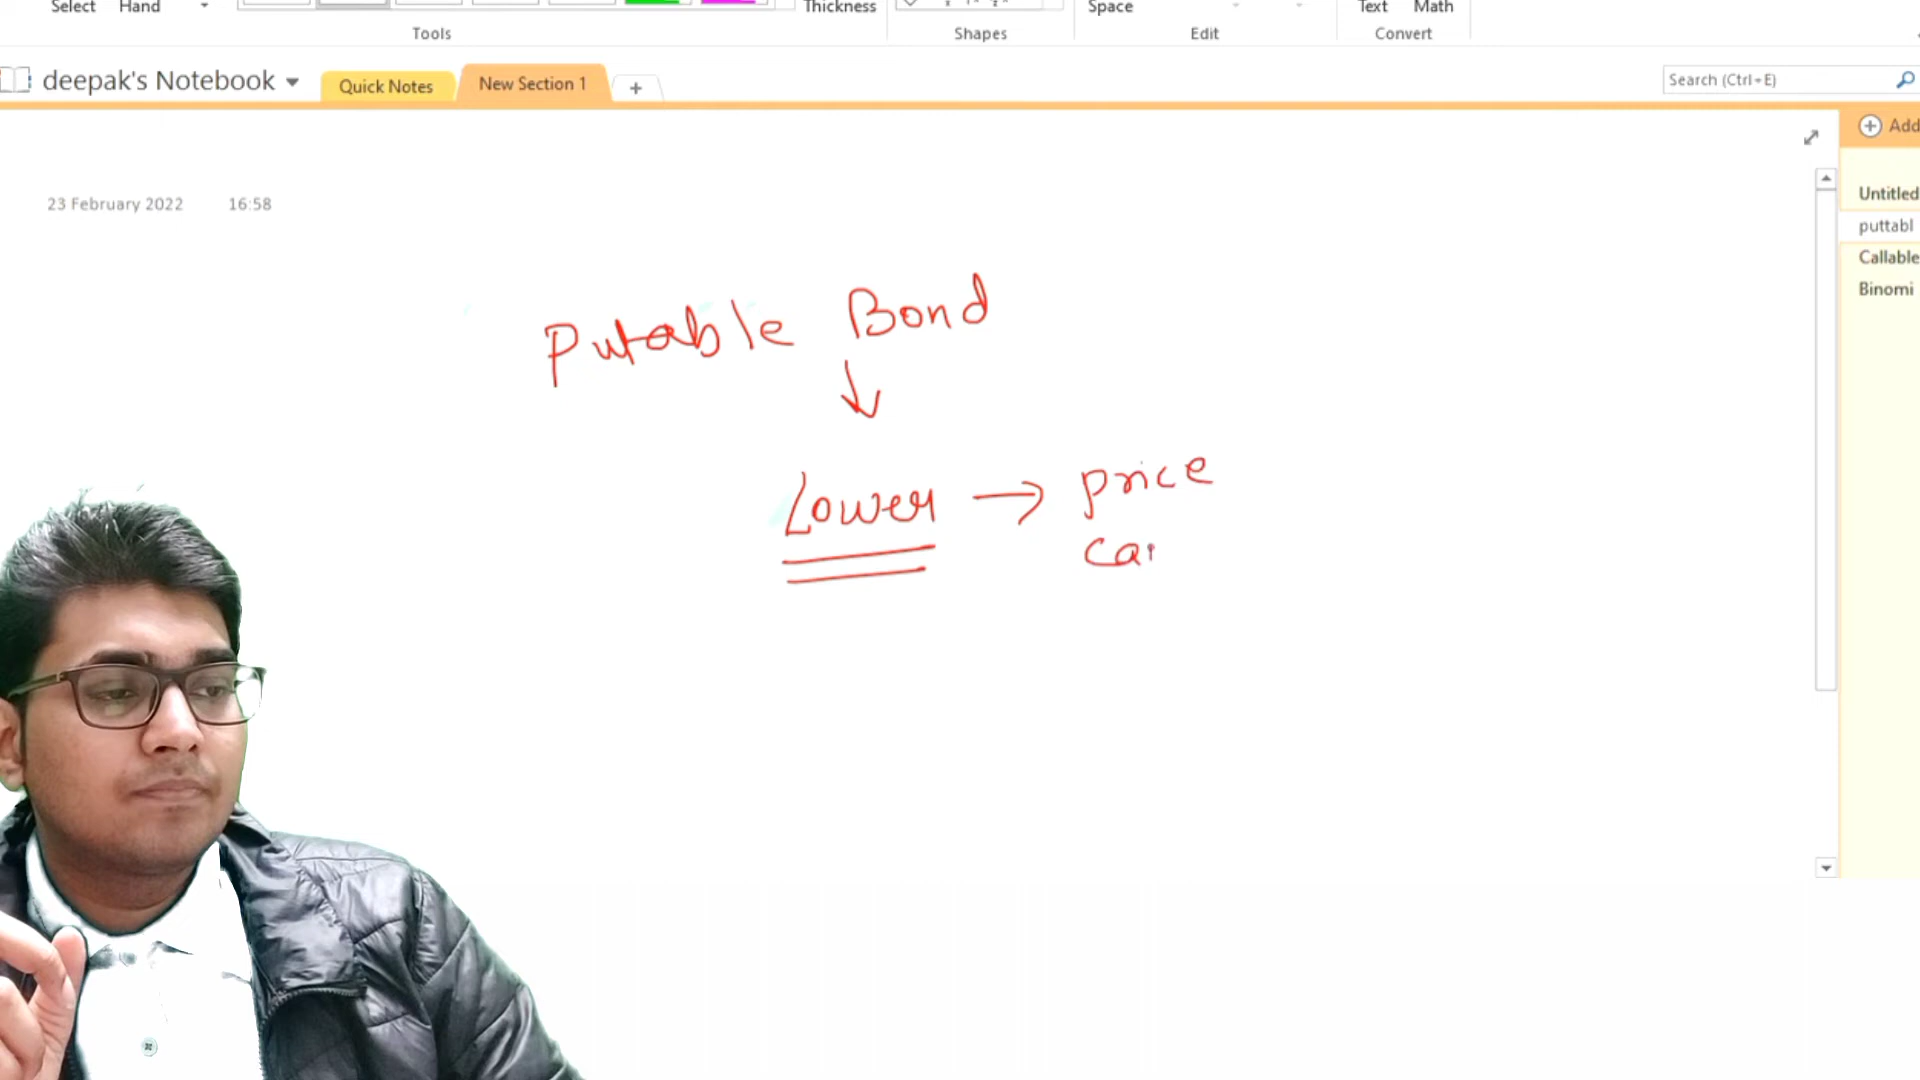 Select Hand Thickness Space Text Math
Tools Shapes Edit Convert
deepak's Notebook Quick Notes New Section 1 + Search (Ctrl+E)
Add
23 February 2022 16:58
Untitled
puttabl
Callable
Binomi
Putable Bond
↓
Lower → price
can